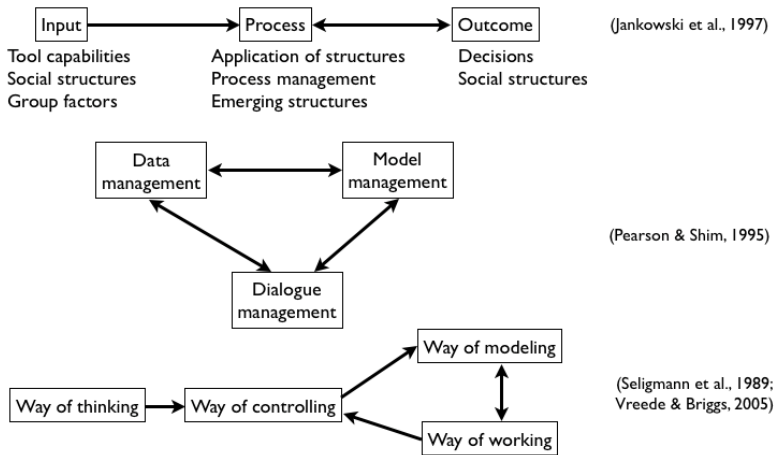 Input Process Outcome (Jankowski et al., 1997)
Tool capabilities Application of structures Decisions
Social structures Process management Social structures
Group factors Emerging structures
Data Model
management management
(Pearson & Shim, 1995)
Dialogue
management
Way of modeling
(Seligmann et al., 1989;
Way of thinking Way of controlling Vreede & Briggs, 2005)
Way of working